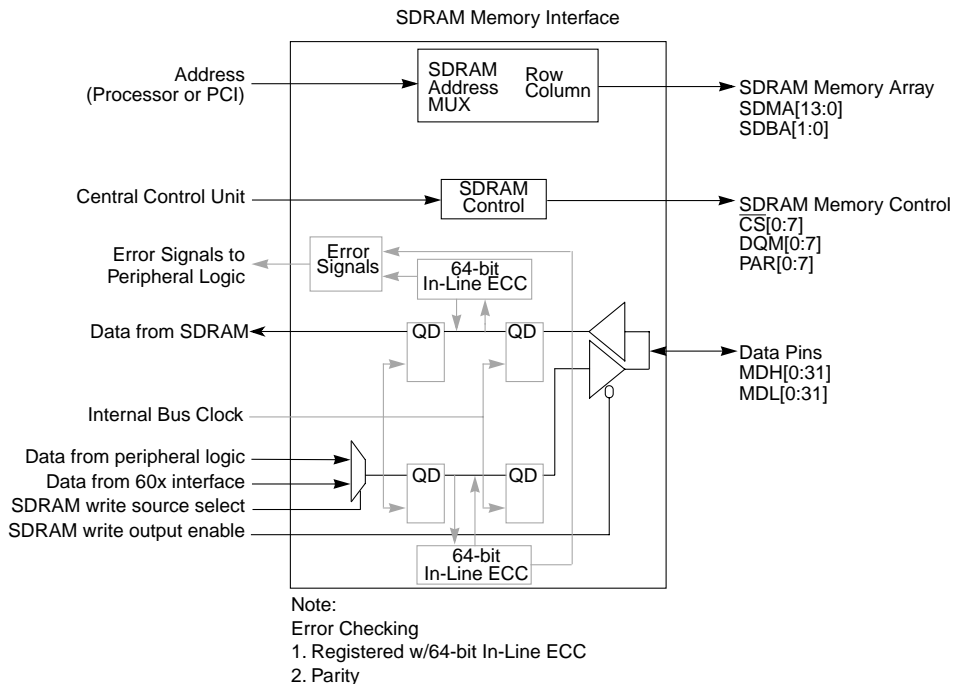 SDRAM Memory Interface
Address
(Processor or PCI)
SDRAM
Address
MUX
Row
Column
SDRAM Memory Array
SDMA[13:0]
SDBA[1:0]
Central Control Unit
SDRAM
Control
SDRAM Memory Control
CS[0:7]
DQM[0:7]
PAR[0:7]
Error Signals to
Peripheral Logic
Error
Signals
64-bit
In-Line ECC
Data from SDRAM
QD
QD
Data Pins
MDH[0:31]
MDL[0:31]
Internal Bus Clock
Data from peripheral logic
Data from 60x interface
SDRAM write source select
SDRAM write output enable
QD
QD
64-bit
In-Line ECC
Note:
Error Checking
1. Registered w/64-bit In-Line ECC
2. Parity